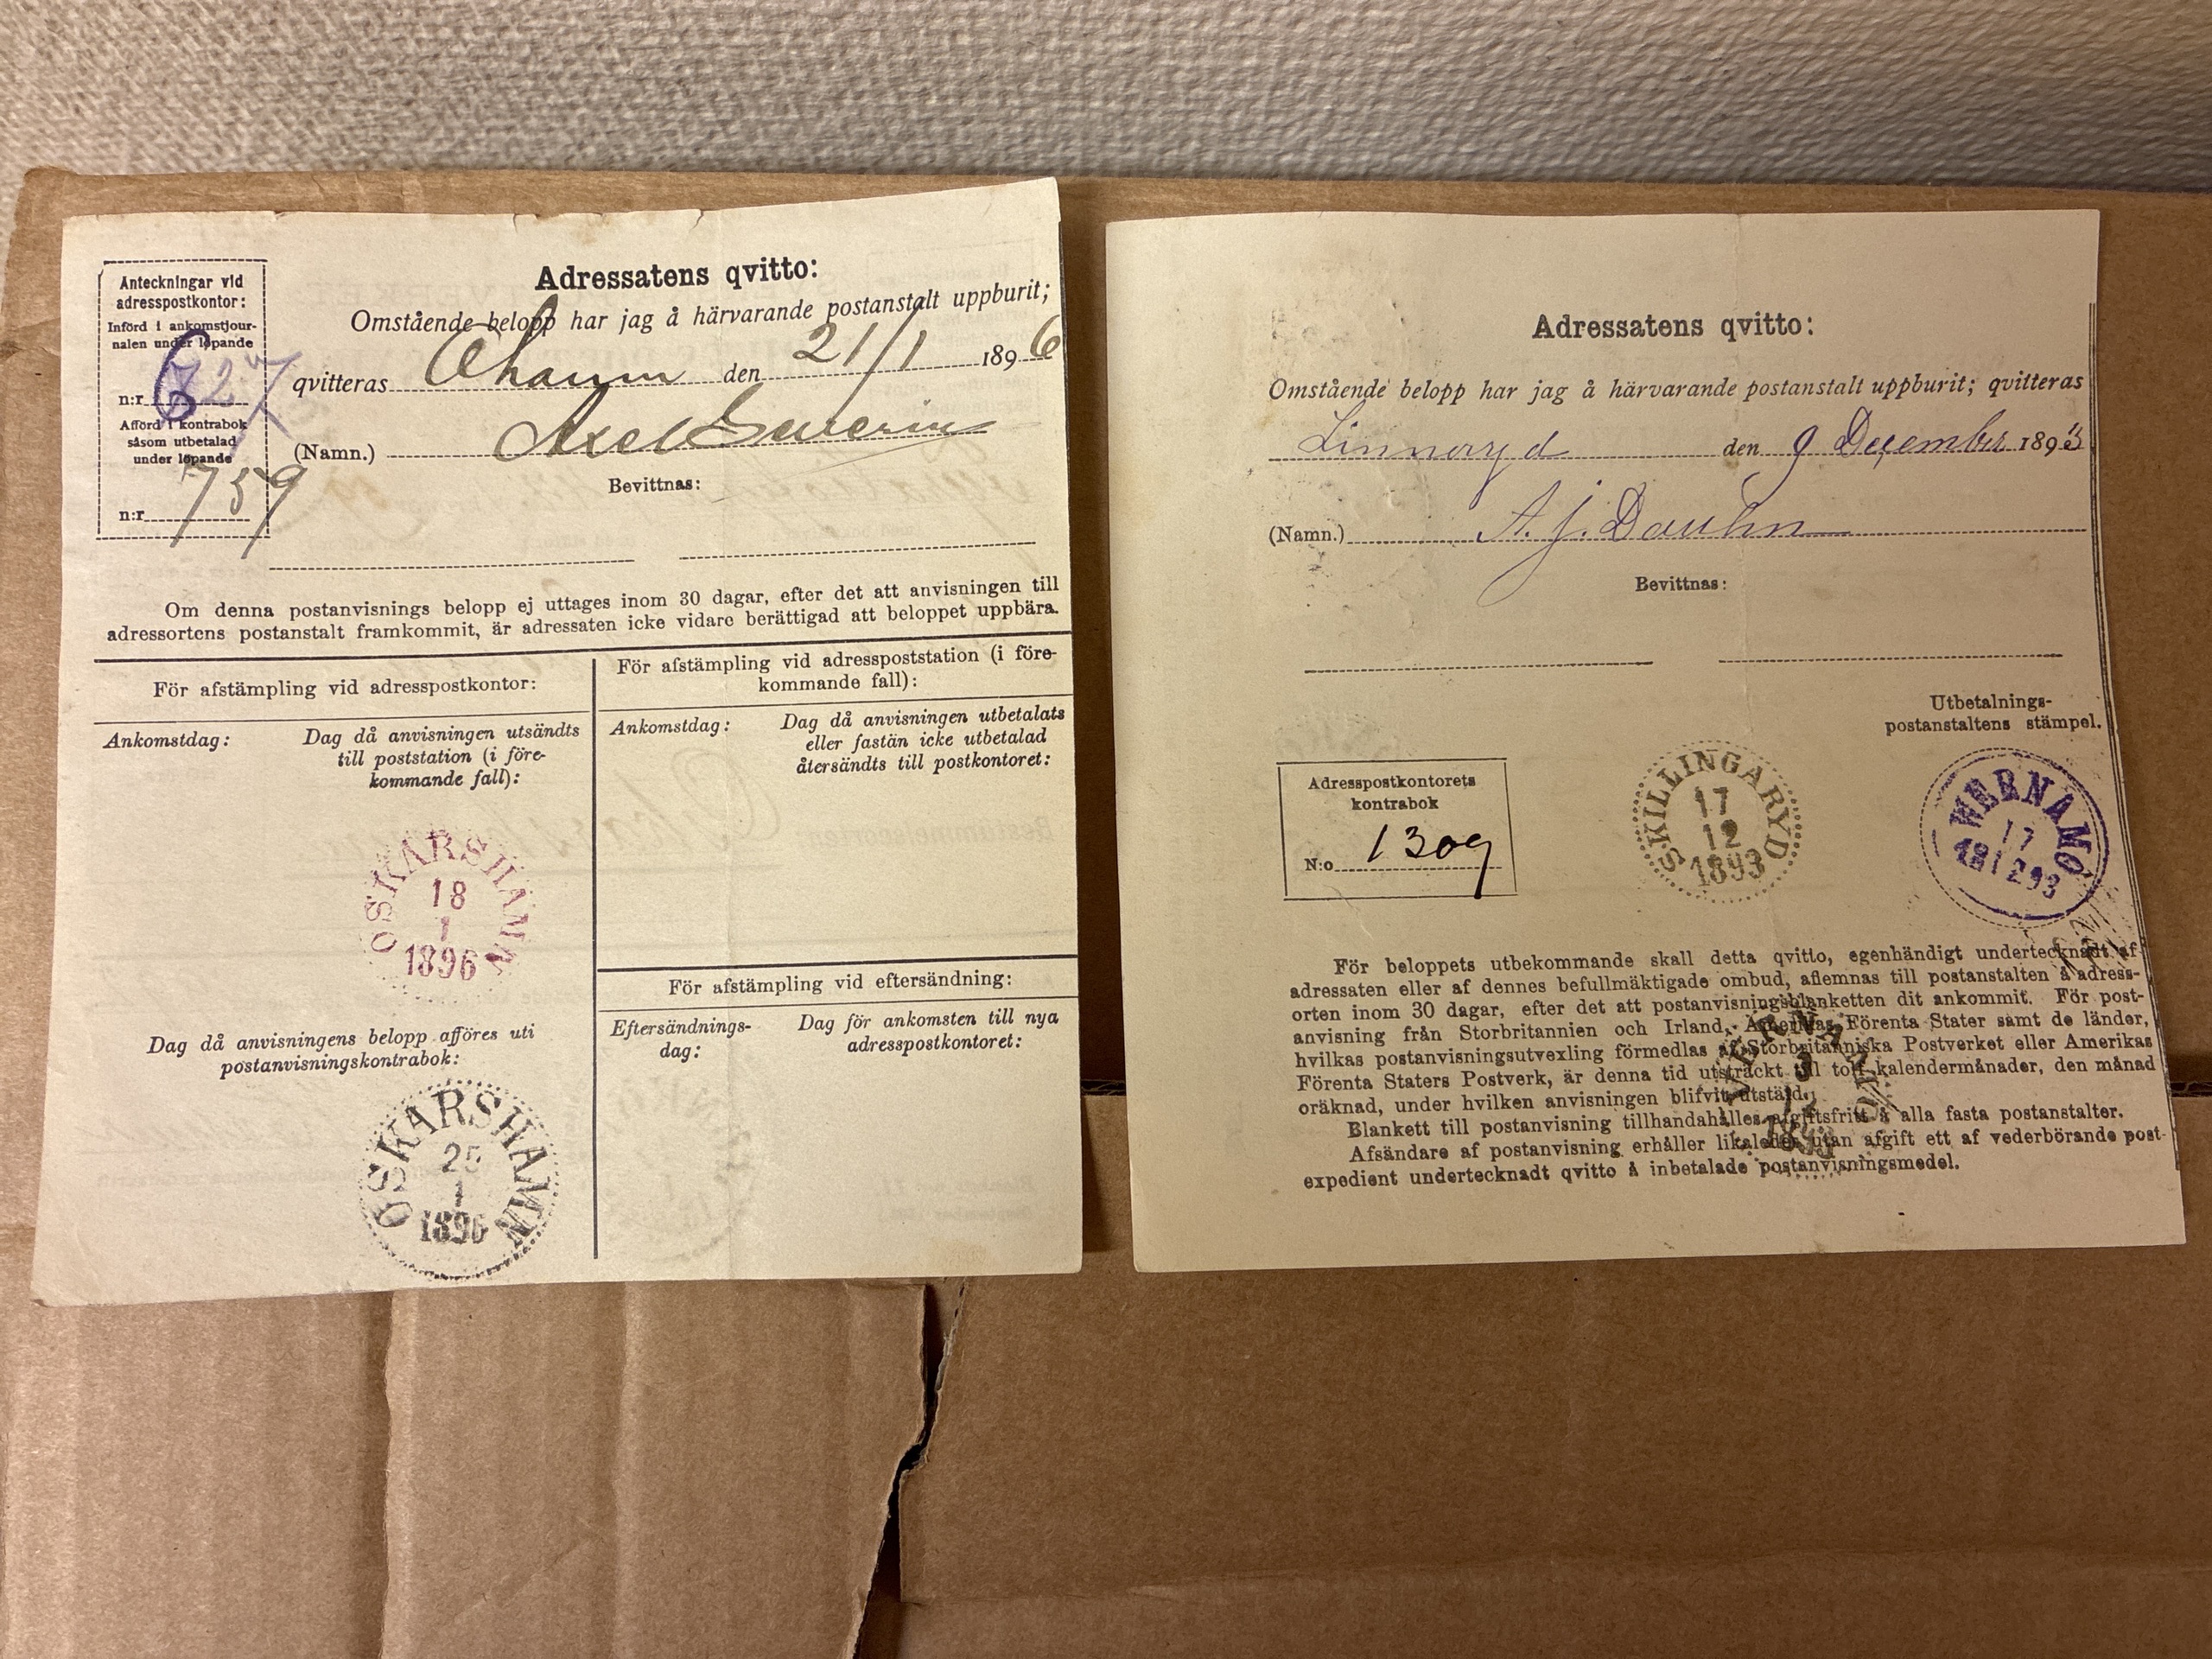 Anteckningar vid
adresspostkontor:
Införd i ankomstjour-
nalen under löpande
n:r 627
Afförd i kontrabok
såsom utbetalad
under löpande
n:r 759
Adressatens qvitto:
Omstående belopp har jag å härvarande postanstalt uppburit;
qvitteras Ohamn den 21/1 1896
(Namn.) Axel Severin
Bevittnas:
Om denna postanvisnings belopp ej uttages inom 30 dagar, efter det att anvisningen till
adressortens postanstalt framkommit, är adressaten icke vidare berättigad att beloppet uppbära.
För afstämpling vid adresspostkontor:
Ankomstdag:
Dag då anvisningen utsändts
till poststation (i före-
kommande fall):
OSKARSHAMN
18
1
1896
Dag då anvisningens belopp afföres uti
postanvisningskontrabok:
OSKARSHAMN
25
1
1896
För afstämpling vid adresspoststation (i före-
kommande fall):
Ankomstdag:
Dag då anvisningen utbetalats
eller fastän icke utbetalad
återsändts till postkontoret:
För afstämpling vid eftersändning:
Eftersändnings-
dag:
Dag för ankomsten till nya
adresspostkontoret:
Adressatens qvitto:
Omstående belopp har jag å härvarande postanstalt uppburit; qvitteras
Linneryd den 9 December 1893
(Namn.) A. J. Dauhn
Bevittnas:
Utbetalnings-
postanstaltens stämpel.
Adresspostkontorets
kontrabok
N:o 1309
SKILLINGARYD
17
12
1893
WERNAMO
17
12 93
För beloppets utbekommande skall detta qvitto, egenhändigt undertecknadt af
adressaten eller af dennes befullmäktigade ombud, aflemnas till postanstalten å adress-
orten inom 30 dagar, efter det att postanvisningsblanketten dit ankommit. För post-
anvisning från Storbritannien och Irland, Amerikas Förenta Stater samt de länder,
hvilkas postanvisningsutvexling förmedlas af Storbritanniska Postverket eller Amerikas
Förenta Staters Postverk, är denna tid utsträckt till tolf kalendermånader, den månad
oräknad, under hvilken anvisningen blifvit utstäld.
Blankett till postanvisning tillhandahålles afgiftsfritt å alla fasta postanstalter.
Afsändare af postanvisning erhåller likaledes utan afgift ett af vederbörande post-
expedient undertecknadt qvitto å inbetalade postanvisningsmedel.